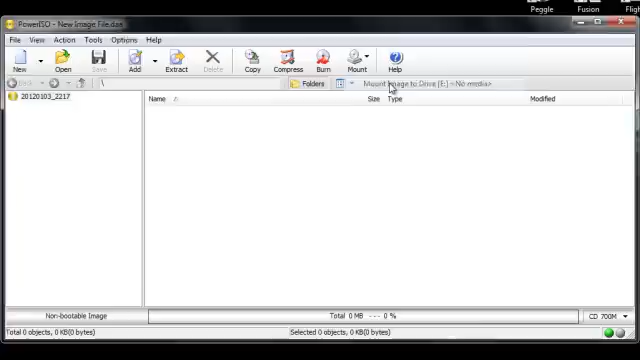 Peggle Fusion Fligh
PowerISO - New Image File.daa
File View Action Tools Options Help
New Open Save Add Extract Delete Copy Compress Burn Mount Help
Back \ Folders Mount Image to Drive [E:] <No media>
20120103_2217 Name Size Type Modified
Non-bootable Image Total 0 MB --- 0 % CD 700M
Total 0 objects, 0 KB(0 bytes) Selected 0 objects, 0 KB(0 bytes)